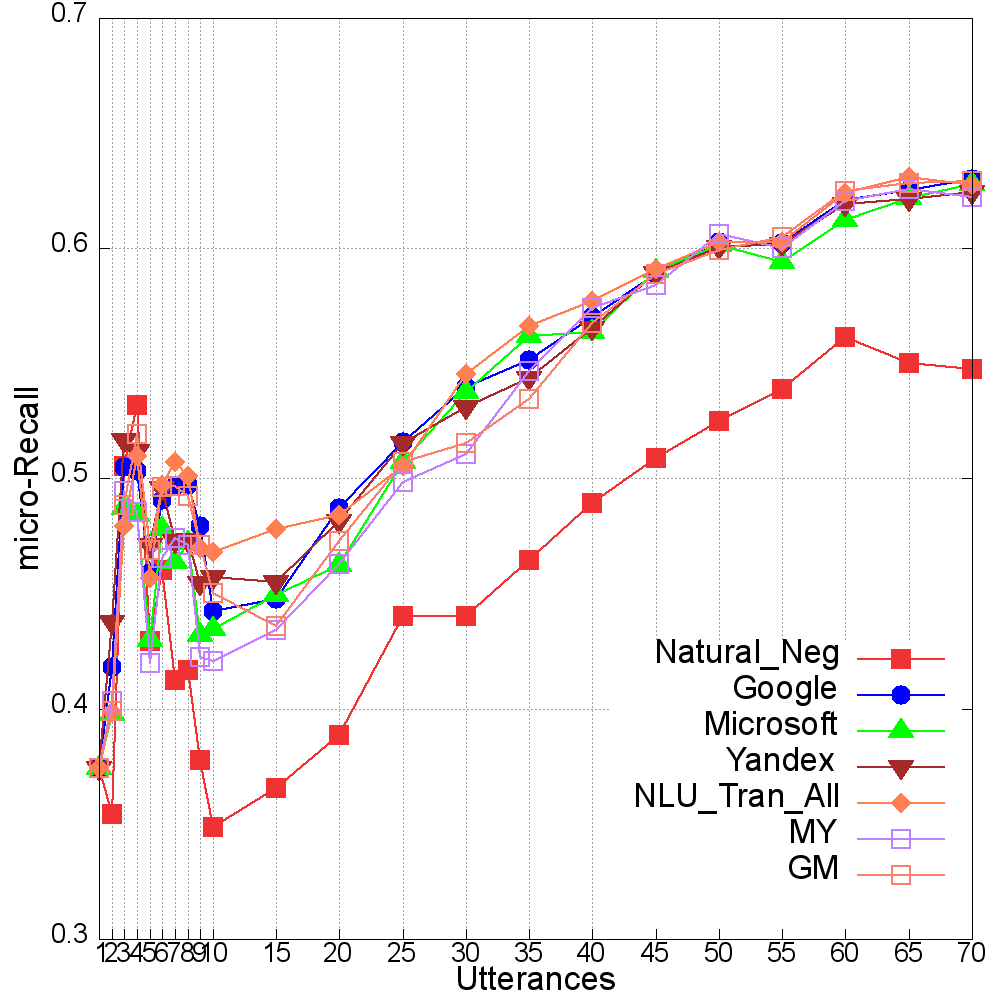 0.7
0.6
0.5
0.4
0.3
micro-Recall
Natural_Neg
Google
Microsoft
Yandex
NLU_Tran_All
MY
GM
1 2 3 4 5 6 7 8 9 10 15 20 25 30 35 40 45 50 55 60 65 70
Utterances